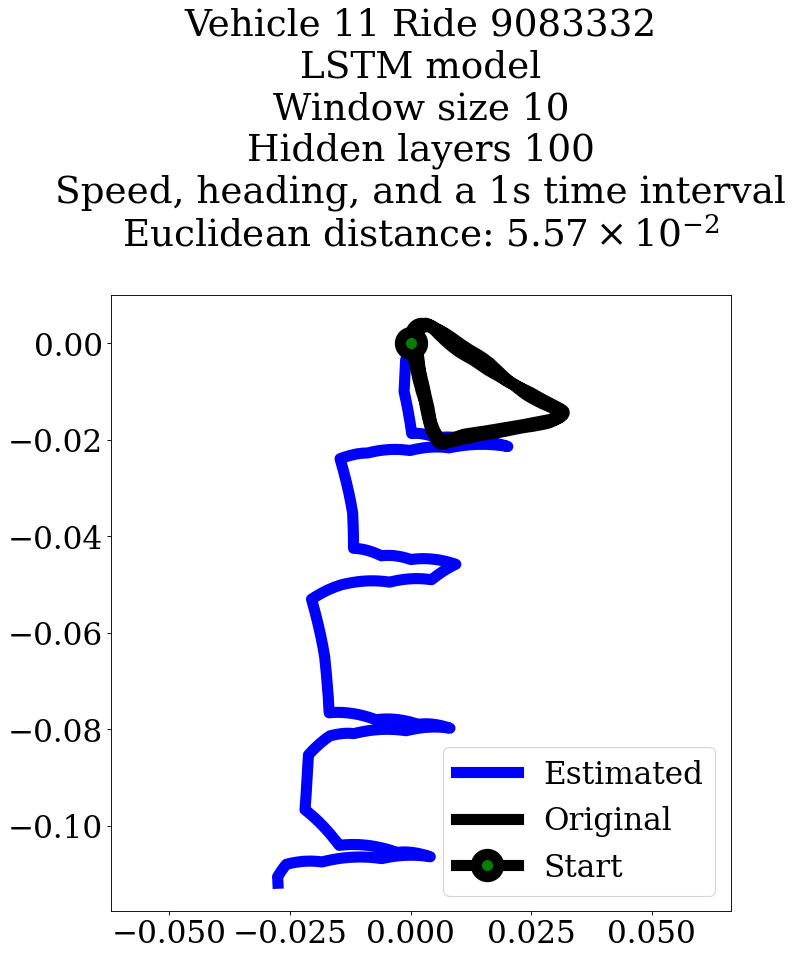 Vehicle 11 Ride 9083332
LSTM model
Window size 10
Hidden layers 100
Speed, heading, and a 1s time interval
Euclidean distance: 5.57 × 10⁻²
0.00
−0.02
−0.04
−0.06
−0.08
−0.10
Estimated
Original
Start
−0.050 −0.025 0.000 0.025 0.050